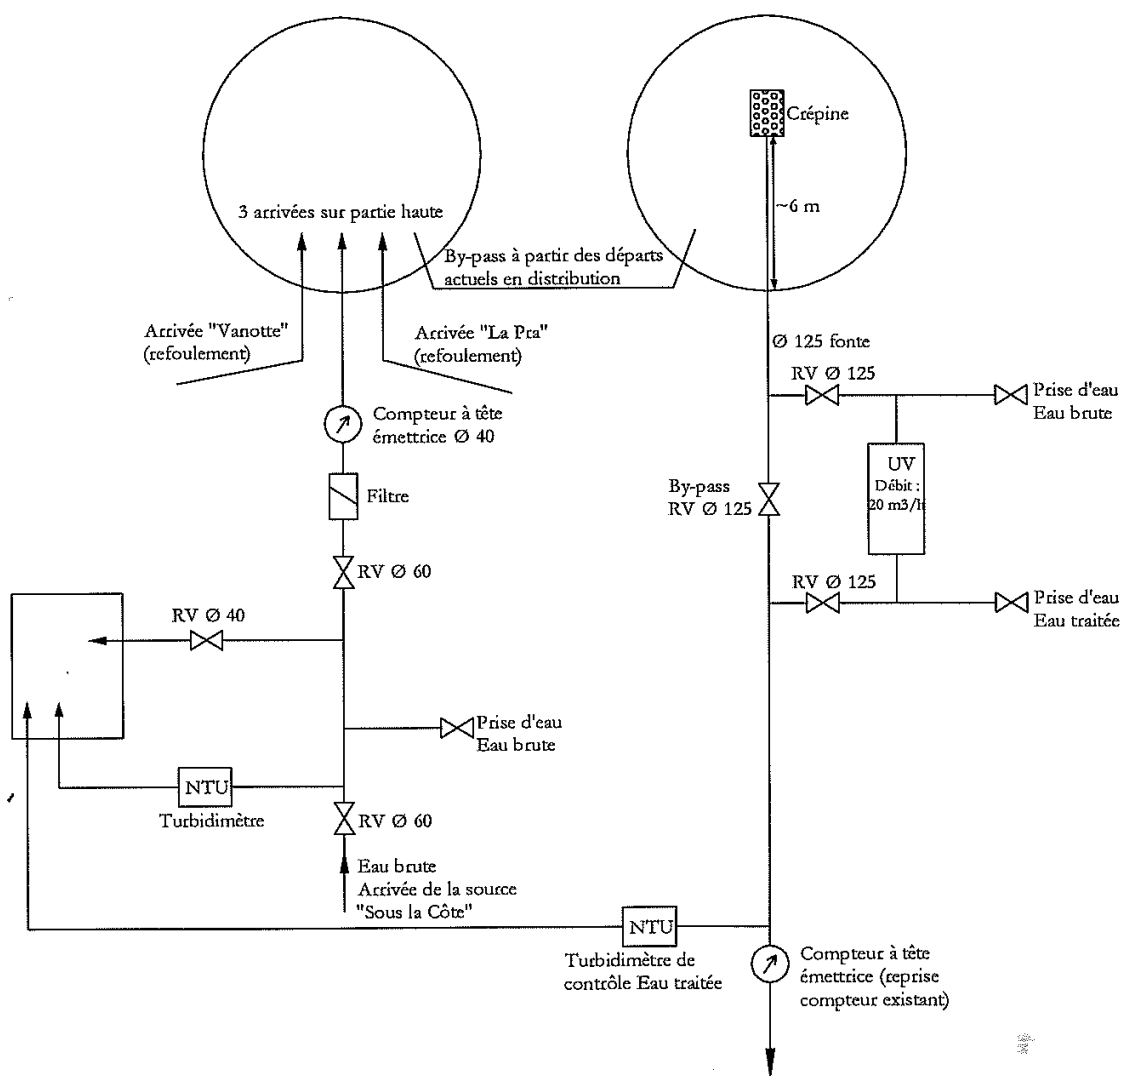 Crépine
~6 m
3 arrivées sur partie haute
By-pass à partir des départs
actuels en distribution
Arrivée "Vanotte"
(refoulement)
Arrivée "La Pra"
(refoulement)
Ø 125 fonte
RV Ø 125
Prise d'eau
Eau brute
Compteur à tête
émettrice Ø 40
UV
Débit :
20 m3/h
Filtre
By-pass
RV Ø 125
RV Ø 60
RV Ø 125
Prise d'eau
Eau traitée
RV Ø 40
Prise d'eau
Eau brute
NTU
Turbidimètre
RV Ø 60
Eau brute
Arrivée de la source
"Sous la Côte"
NTU
Turbidimètre de
contrôle Eau traitée
Compteur à tête
émettrice (reprise
compteur existant)